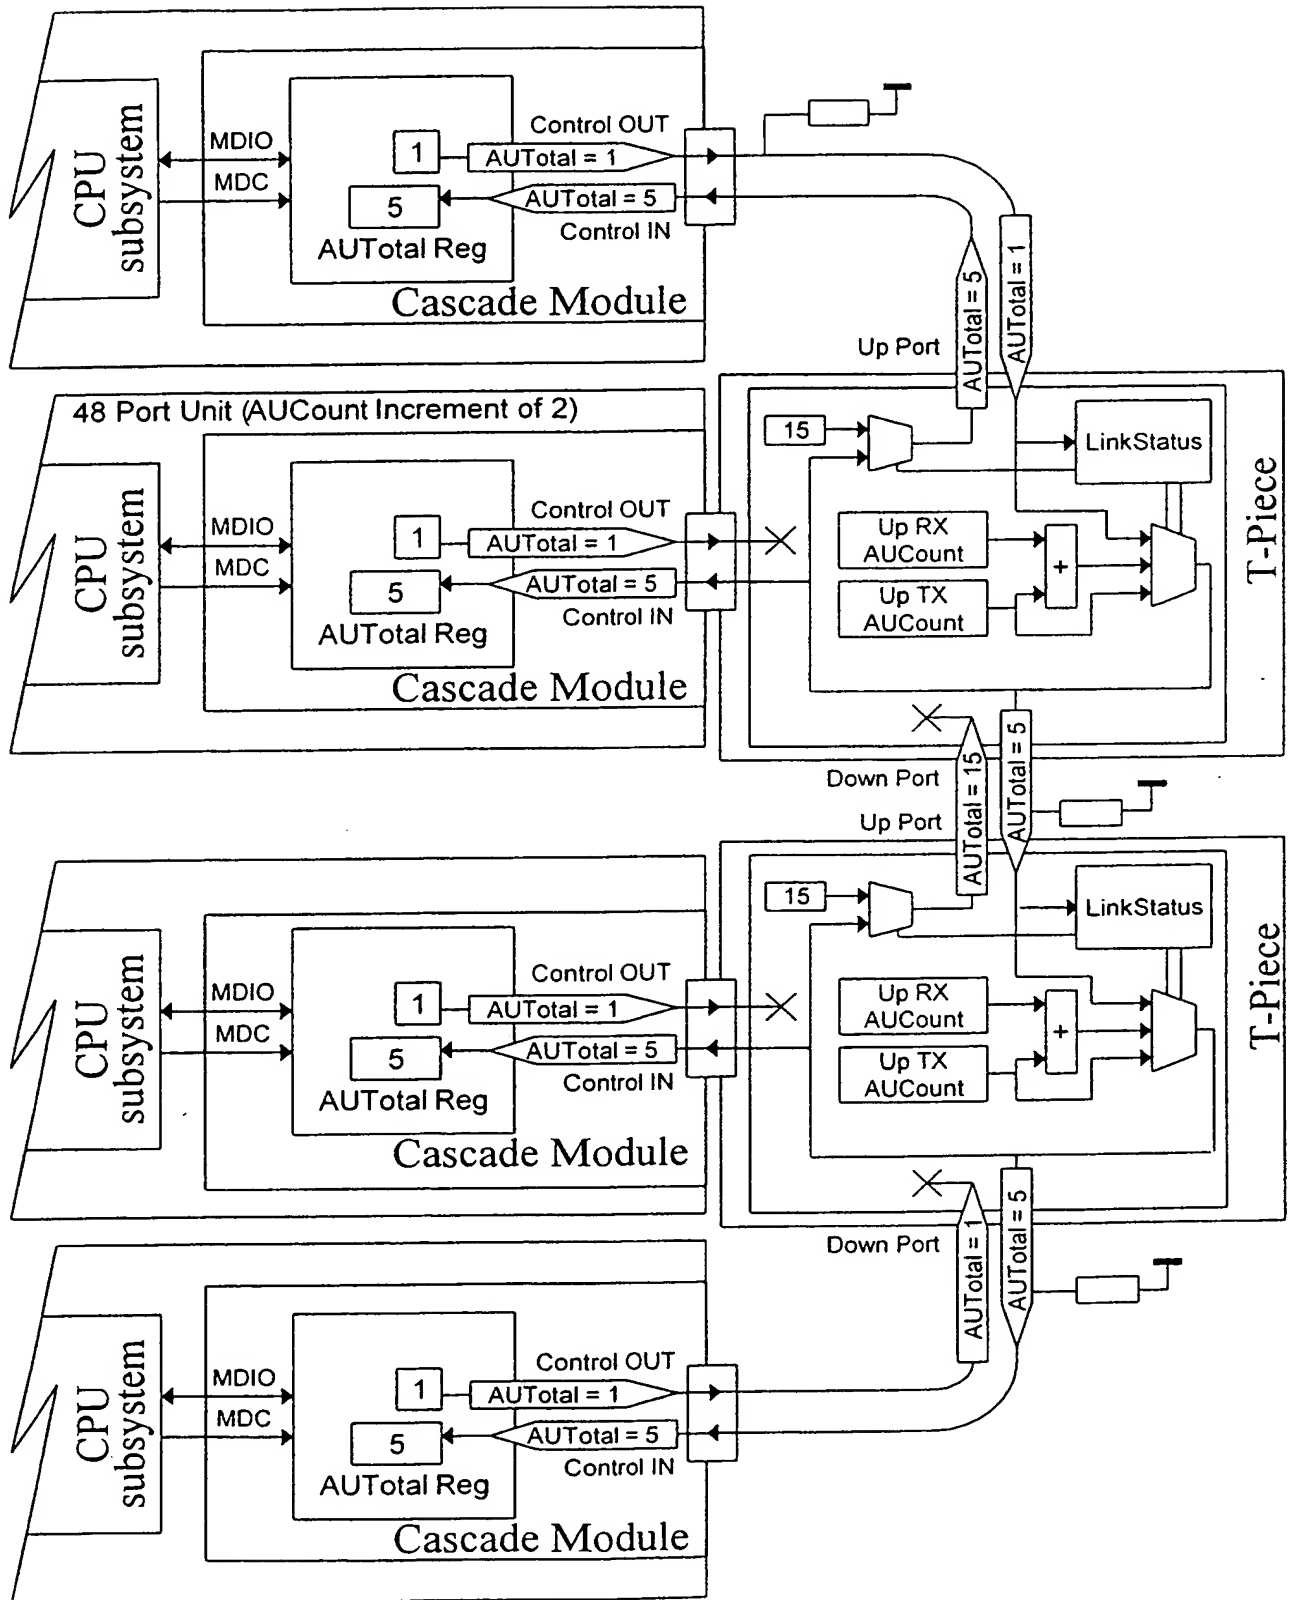 CPU
subsystem
MDIO
MDC
1
Control OUT
AUTotal = 1
5
AUTotal = 5
Control IN
AUTotal Reg
Cascade Module
AUTotal = 5
AUTotal = 1
Up Port
48 Port Unit (AUCount Increment of 2)
CPU
subsystem
MDIO
MDC
1
Control OUT
AUTotal = 1
5
AUTotal = 5
Control IN
AUTotal Reg
Cascade Module
15
LinkStatus
Up RX
AUCount
+
Up TX
AUCount
T-Piece
Down Port
AUTotal = 15
AUTotal = 5
Up Port
CPU
subsystem
MDIO
MDC
1
Control OUT
AUTotal = 1
5
AUTotal = 5
Control IN
AUTotal Reg
Cascade Module
15
LinkStatus
Up RX
AUCount
+
Up TX
AUCount
T-Piece
Down Port
AUTotal = 1
AUTotal = 5
CPU
subsystem
MDIO
MDC
1
Control OUT
AUTotal = 1
5
AUTotal = 5
Control IN
AUTotal Reg
Cascade Module